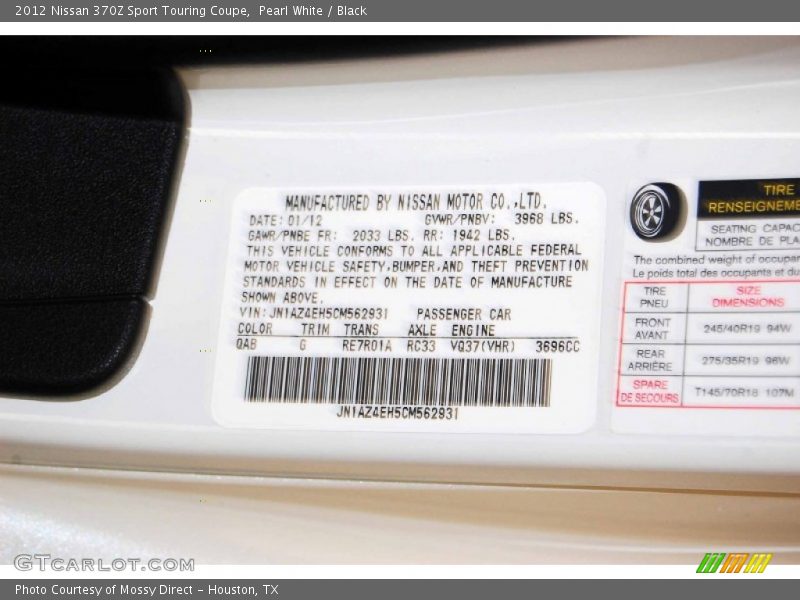 2012 Nissan 370Z Sport Touring Coupe,  Pearl White / Black
MANUFACTURED BY NISSAN MOTOR CO.,LTD.
DATE: 01/12 GVWR/PNBV: 3968 LBS.
GAWR/PNBE FR: 2033 LBS. RR: 1942 LBS.
THIS VEHICLE CONFORMS TO ALL APPLICABLE FEDERAL
MOTOR VEHICLE SAFETY,BUMPER,AND THEFT PREVENTION
STANDARDS IN EFFECT ON THE DATE OF MANUFACTURE
SHOWN ABOVE.
VIN:JN1AZ4EH5CM562931 PASSENGER CAR
COLOR TRIM TRANS AXLE ENGINE
QAB G RE7R01A RC33 VQ37(VHR) 3696CC
JN1AZ4EH5CM562931
TIRE
RENSEIGNEME
SEATING CAPAC
NOMBRE DE PLA
The combined weight of occupan
Le poids total des occupants et du
TIRE PNEU SIZE DIMENSIONS
FRONT AVANT 245/40R19 94W
REAR ARRIÈRE 275/35R19 96W
SPARE DE SECOURS T145/70R18 107M
GTCARLOT.COM
Photo Courtesy of Mossy Direct - Houston, TX